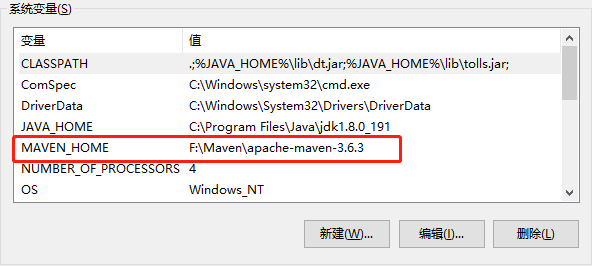 系统变量(S)
变量 值
CLASSPATH .;%JAVA_HOME%\lib\dt.jar;%JAVA_HOME%\lib\tolls.jar;
ComSpec C:\Windows\system32\cmd.exe
DriverData C:\Windows\System32\Drivers\DriverData
JAVA_HOME C:\Program Files\Java\jdk1.8.0_191
MAVEN_HOME F:\Maven\apache-maven-3.6.3
NUMBER_OF_PROCESSORS 4
OS Windows_NT
新建(W)... 编辑(I)... 删除(L)